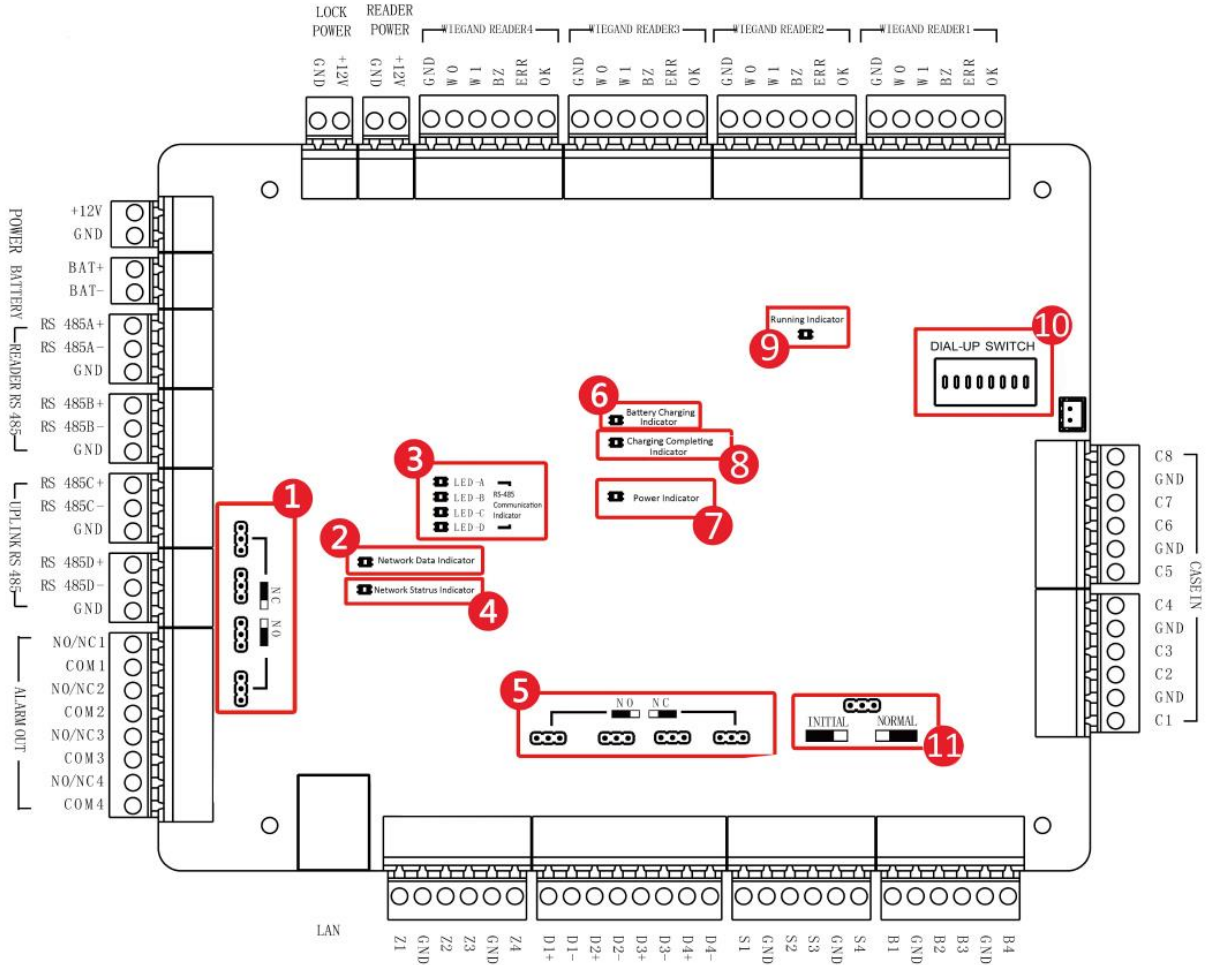 LOCK POWER
READER POWER
WIEGAND READER4
WIEGAND READER3
WIEGAND READER2
WIEGAND READER1
GND +12V
GND +12V
GND W0 W1 BZ ERR OK
GND W0 W1 BZ ERR OK
GND W0 W1 BZ ERR OK
GND W0 W1 BZ ERR OK
POWER
+12V
GND
BATTERY
BAT+
BAT-
READER RS 485
RS 485A+
RS 485A-
GND
RS 485B+
RS 485B-
GND
UPLINK RS 485
RS 485C+
RS 485C-
GND
RS 485D+
RS 485D-
GND
ALARM OUT
NO/NC1
COM1
NO/NC2
COM2
NO/NC3
COM3
NO/NC4
COM4
1
NC
NO
2
Network Data Indicator
3
LED-A
LED-B
LED-C
LED-D
RS-485
Communication
Indicator
Network Statrus Indicator
4
5
NO NC
6
Battery Charging
Indicator
Charging Completing
Indicator
8
Power Indicator
7
Running Indicator
9
10
DIAL-UP SWITCH
INITIAL NORMAL
11
C8
GND
C7
C6
GND
C5
C4
GND
C3
C2
GND
C1
CASE IN
LAN
Z1 GND Z2 Z3 GND Z4
D1+ D1- D2+ D2- D3+ D3- D4+ D4-
S1 GND S2 S3 GND S4
B1 GND B2 B3 GND B4